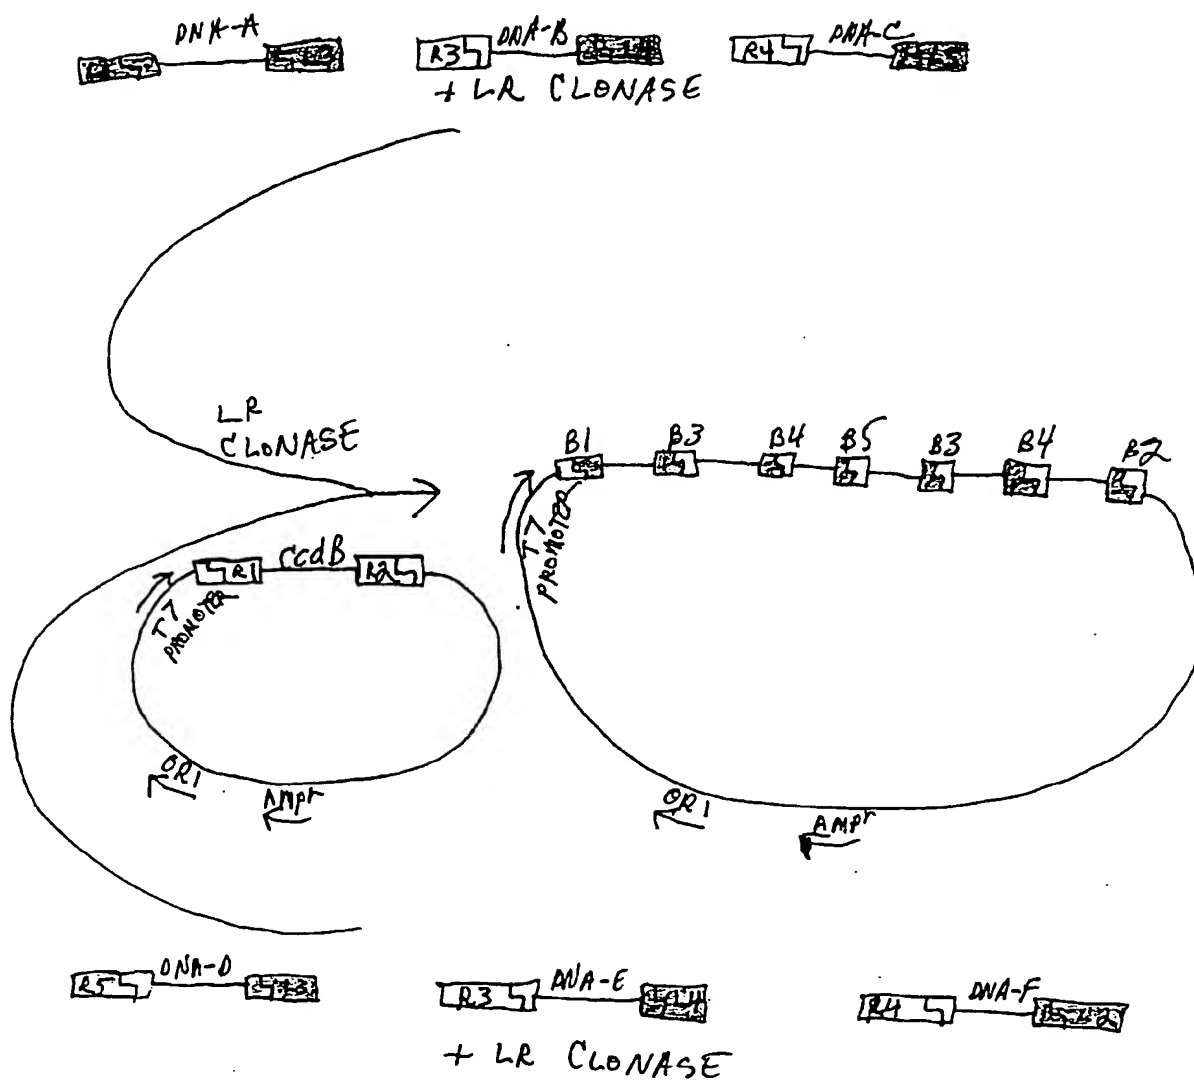 DNA-A DNA-B DNA-C
R3 R4
+ LR CLONASE
LR
CLONASE
B1 B3 B4 B5 B3 B4 B2
T7
PROMOTER
R1 ccdB R2
T7
PROMOTER
ORI
AMPr
ORI
AMPr
DNA-D DNA-E DNA-F
R5 R3 R4
+ LR CLONASE